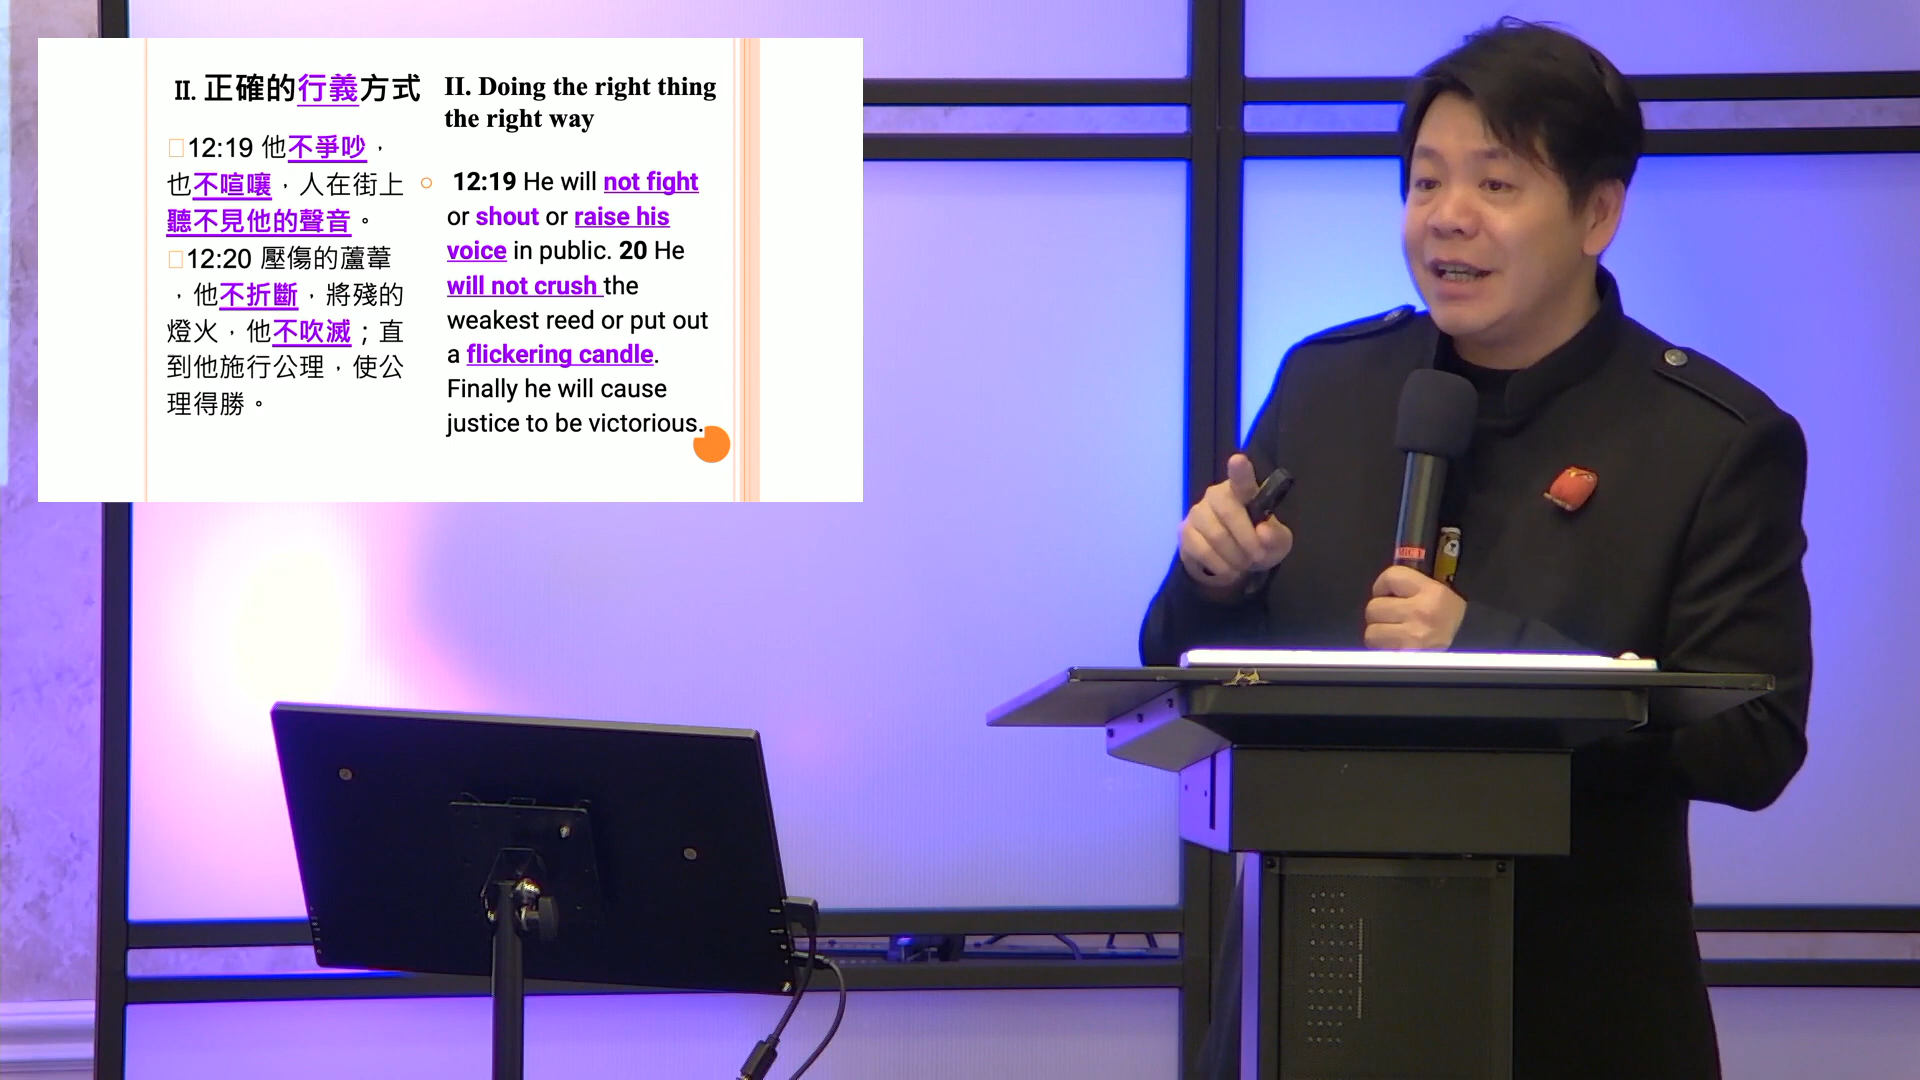 II. 正確的行義方式
12:19 他不爭吵，
也不喧嚷，人在街上
聽不見他的聲音。
12:20 壓傷的蘆葦
，他不折斷，將殘的
燈火，他不吹滅；直
到他施行公理，使公
理得勝。
II. Doing the right thing
the right way
12:19 He will not fight
or shout or raise his
voice in public. 20 He
will not crush the
weakest reed or put out
a flickering candle.
Finally he will cause
justice to be victorious.
MIC 1